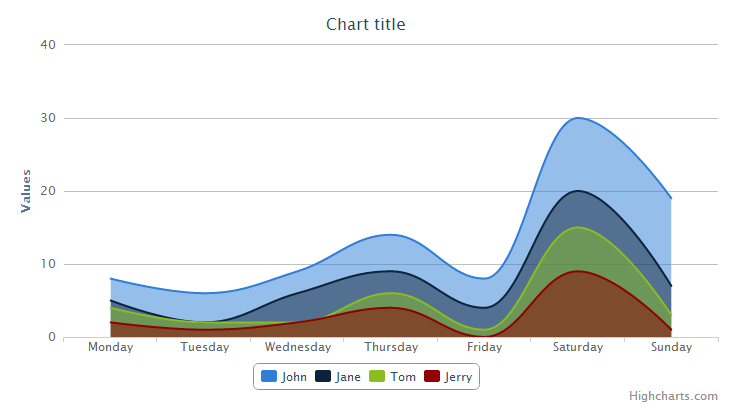 Chart title
Values
40
30
20
10
0
Monday Tuesday Wednesday Thursday Friday Saturday Sunday
John Jane Tom Jerry
Highcharts.com